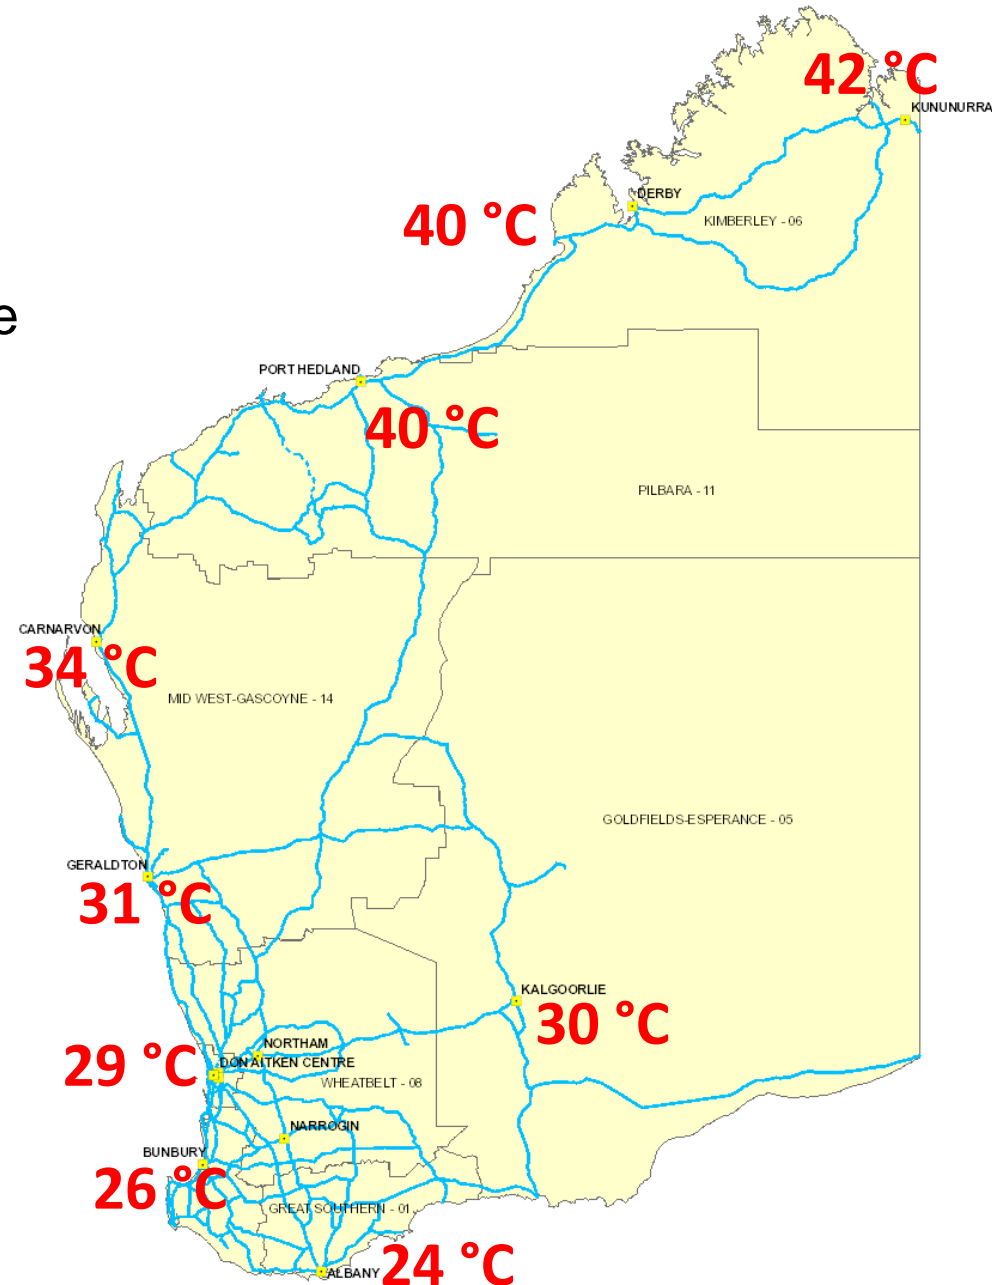 42 °C
KUNUNURRA
DERBY
40 °C
KIMBERLEY - 06
e
PORT HEDLAND
40 °C
PILBARA - 11
CARNARVON
34 °C
MID WEST-GASCOYNE - 14
GOLDFIELDS-ESPERANCE - 05
GERALDTON
31 °C
KALGOORLIE
30 °C
NORTHAM
29 °C
DON AITKEN CENTRE
WHEATBELT - 08
NARROGIN
BUNBURY
26 °C
GREAT SOUTHERN - 01
ALBANY
24 °C